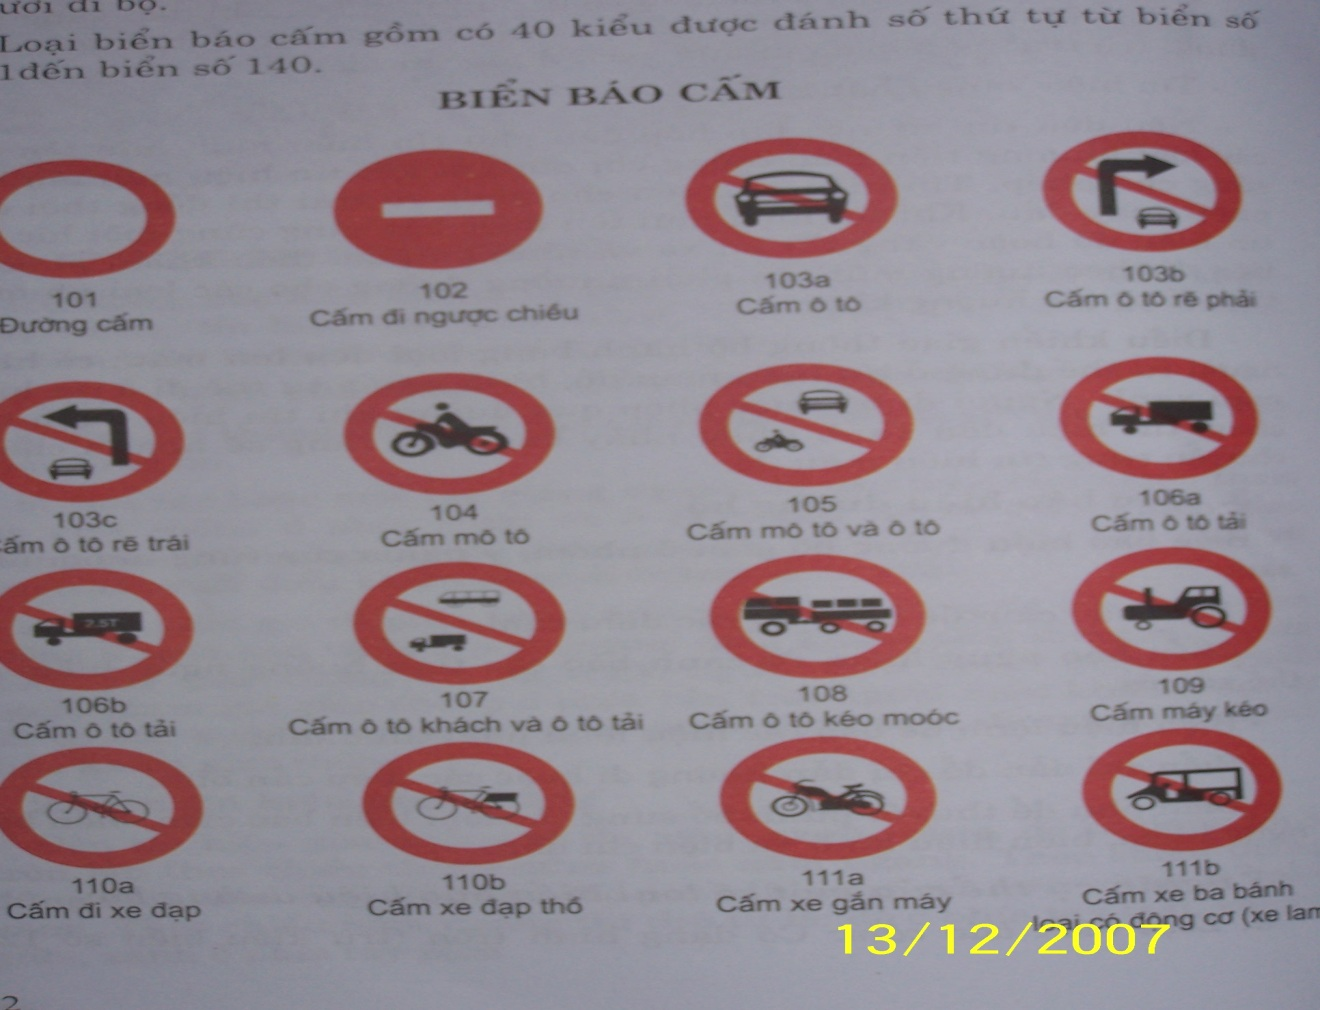 Loại biển báo cấm gồm có 40 kiểu được đánh số thứ tự từ biển số
1đến biển số 140.
BIỂN BÁO CẤM
101 102 103a 103b
Đường cấm Cấm đi ngược chiều Cấm ô tô Cấm ô tô rẽ phải
103c 104 105 106a
ấm ô tô rẽ trái Cấm mô tô Cấm mô tô và ô tô Cấm ô tô tải
2.5T
106b 107 108 109
Cấm ô tô tải Cấm ô tô khách và ô tô tải Cấm ô tô kéo moóc Cấm máy kéo
110a 110b 111a 111b
Cấm đi xe đạp Cấm xe đạp thồ Cấm xe gắn máy Cấm xe ba bánh
loại có động cơ (xe lam
13/12/2007
2